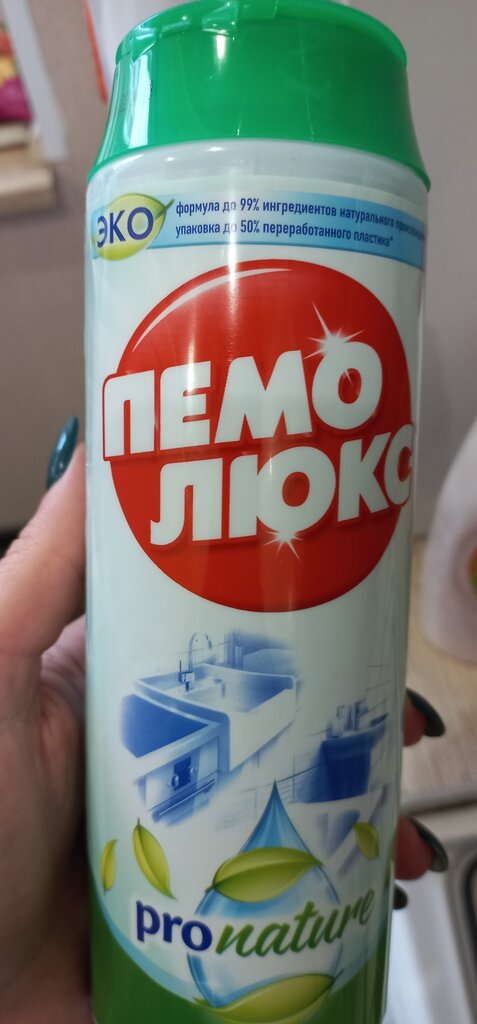 ЭКО
формула до 99% ингредиентов натурального
упаковка до 50% переработанного пластика*
ПЕМО
ЛЮКС
pro nature